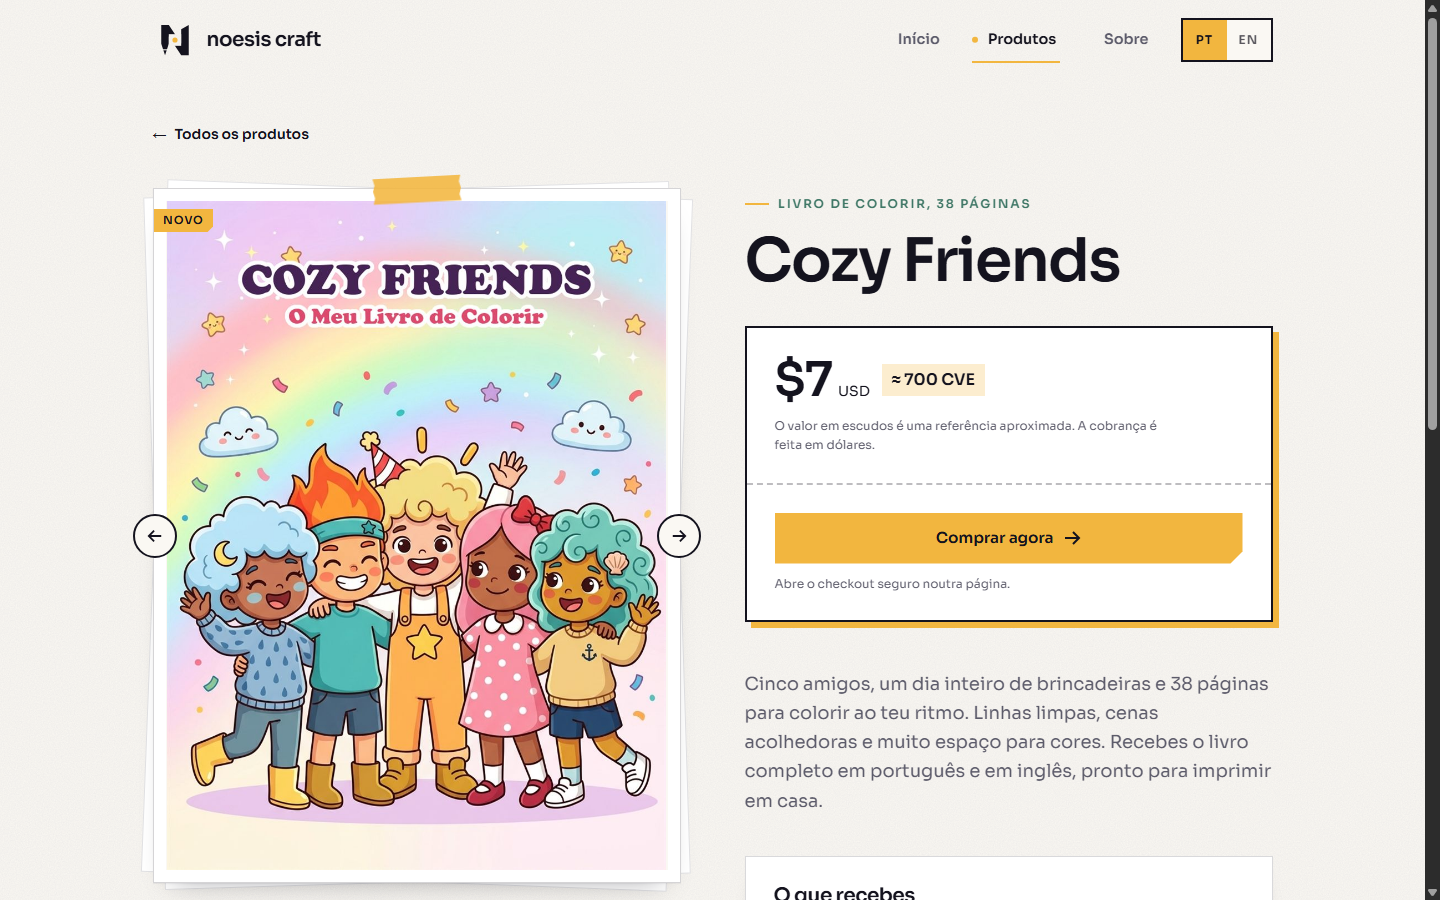 noesis craft
Início
Produtos
Sobre
PT
EN
← Todos os produtos
NOVO
COZY FRIENDS
O Meu Livro de Colorir
LIVRO DE COLORIR, 38 PÁGINAS
Cozy Friends
$7 USD ≈ 700 CVE
O valor em escudos é uma referência aproximada. A cobrança é
feita em dólares.
Comprar agora →
Abre o checkout seguro noutra página.
Cinco amigos, um dia inteiro de brincadeiras e 38 páginas
para colorir ao teu ritmo. Linhas limpas, cenas
acolhedoras e muito espaço para cores. Recebes o livro
completo em português e em inglês, pronto para imprimir
em casa.
O que recebes